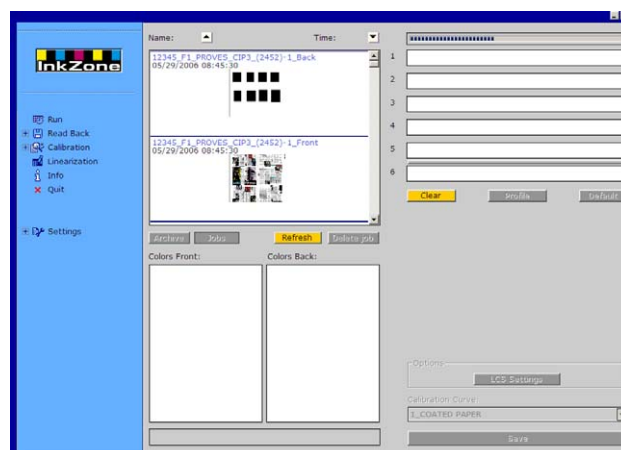 InkZone
Run
Read Back
Calibration
Linearization
Info
Quit
Settings
Name: Time:
12345_F1_PROVES_CIP3_(2452)-1_Back
05/29/2006 08:45:30
12345_F1_PROVES_CIP3_(2452)-1_Front
05/29/2006 08:45:30
Archive Jobs Refresh Delete job
Colors Front: Colors Back:
1
2
3
4
5
6
Clear Profile Default
Options
LCS Settings
Calibration Curve
1_COATED PAPER
Save